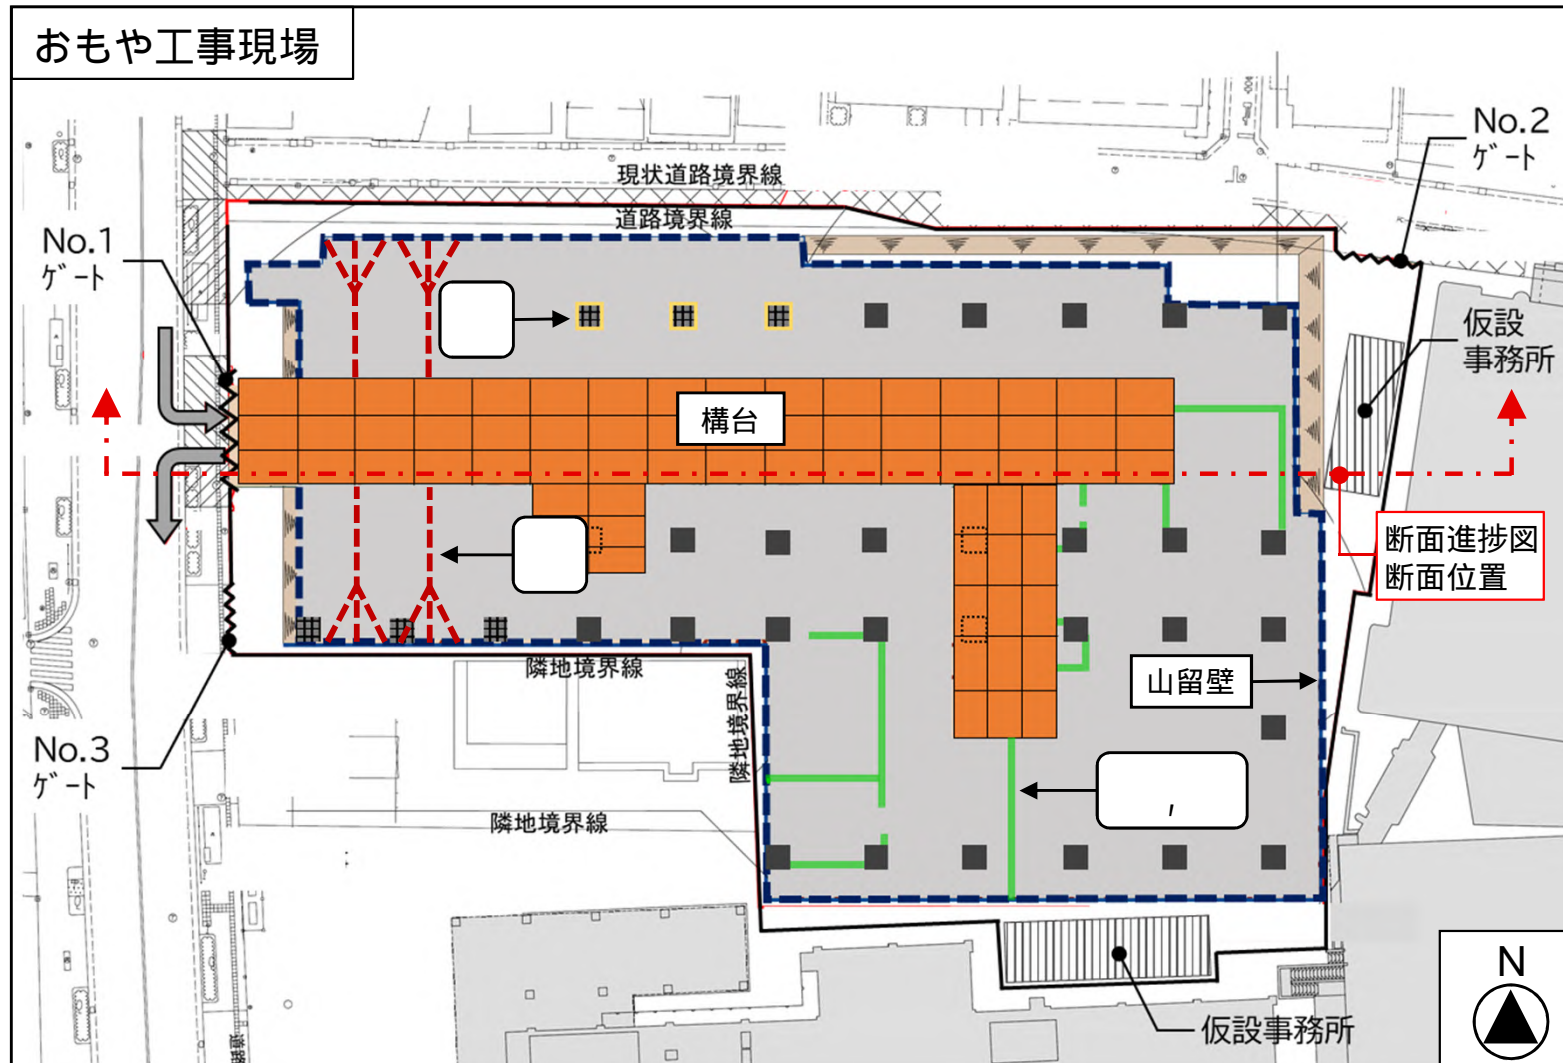 おもや工事現場
No.2
ゲート
現状道路境界線
道路境界線
No.1
ゲート
仮設
事務所
構台
断面進捗図
断面位置
隣地境界線
隣地境界線
山留壁
No.3
ゲート
,
隣地境界線
N
仮設事務所